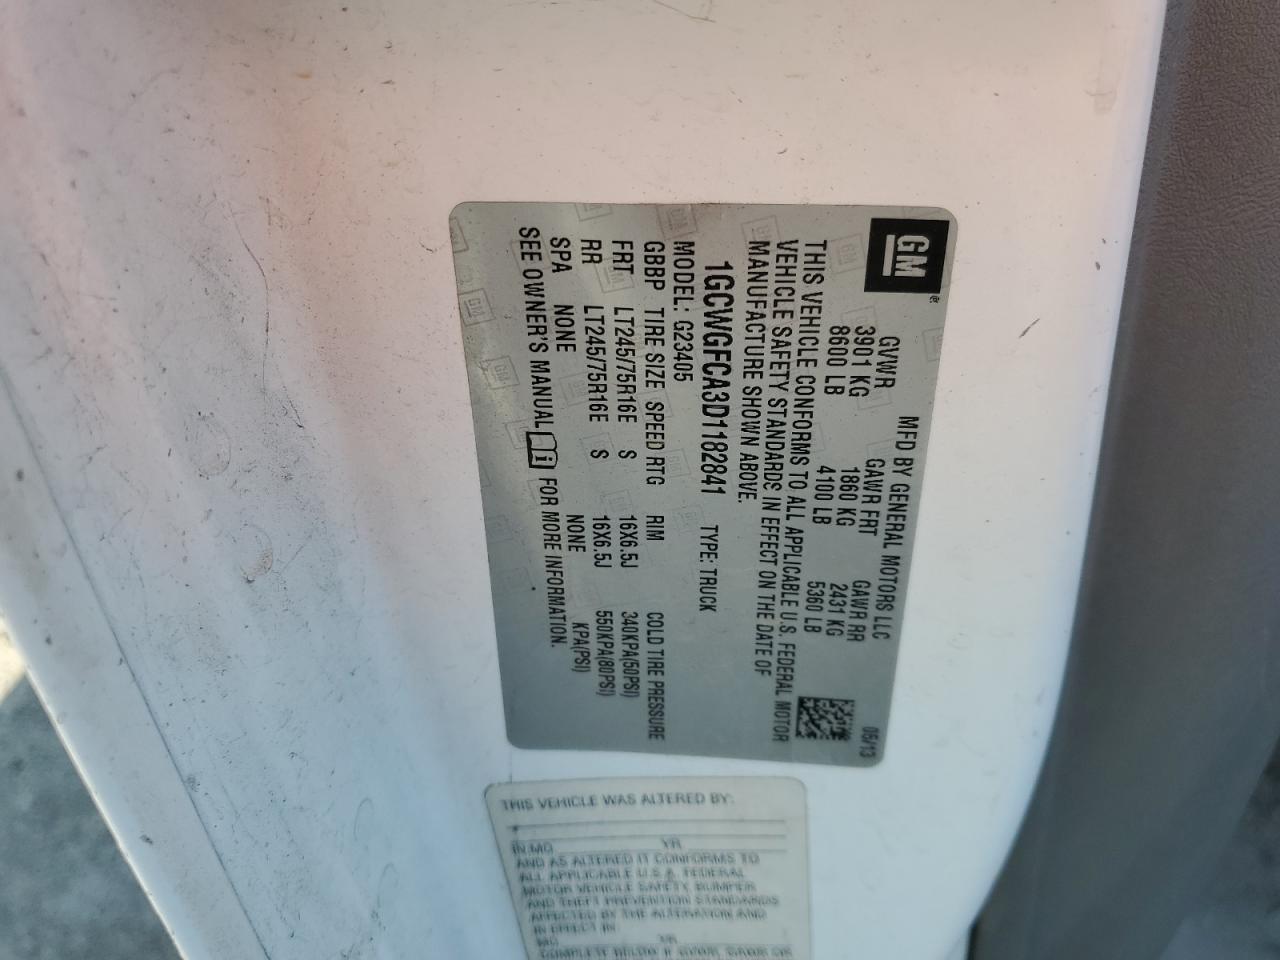 GM
MFD BY GENERAL MOTORS LLC
05/13
GVWR GAWR FRT GAWR RR
3901 KG 1860 KG 2431 KG
8600 LB 4100 LB 5360 LB
THIS VEHICLE CONFORMS TO ALL APPLICABLE U.S. FEDERAL MOTOR
VEHICLE SAFETY STANDARDS IN EFFECT ON THE DATE OF
MANUFACTURE SHOWN ABOVE.
1GCWGFCA3D1182841 TYPE: TRUCK
MODEL: G23405
GBBP TIRE SIZE SPEED RTG RIM COLD TIRE PRESSURE
FRT LT245/75R16E S 16X6.5J 340KPA(50PSI)
RR LT245/75R16E S 16X6.5J 550KPA(80PSI)
SPA NONE NONE KPA(PSI)
SEE OWNER'S MANUAL FOR MORE INFORMATION.
THIS VEHICLE WAS ALTERED BY:
IN MO. YR.
AND AS ALTERED IT CONFORMS TO
ALL APPLICABLE U.S.A. FEDERAL
MOTOR VEHICLE SAFETY, BUMPER
AND THEFT PREVENTION STANDARDS
AFFECTED BY THE ALTERATION AND
IN EFFECT IN:
MO. YR.
COMPLETE BELOW IF GVWR, GAWR OR